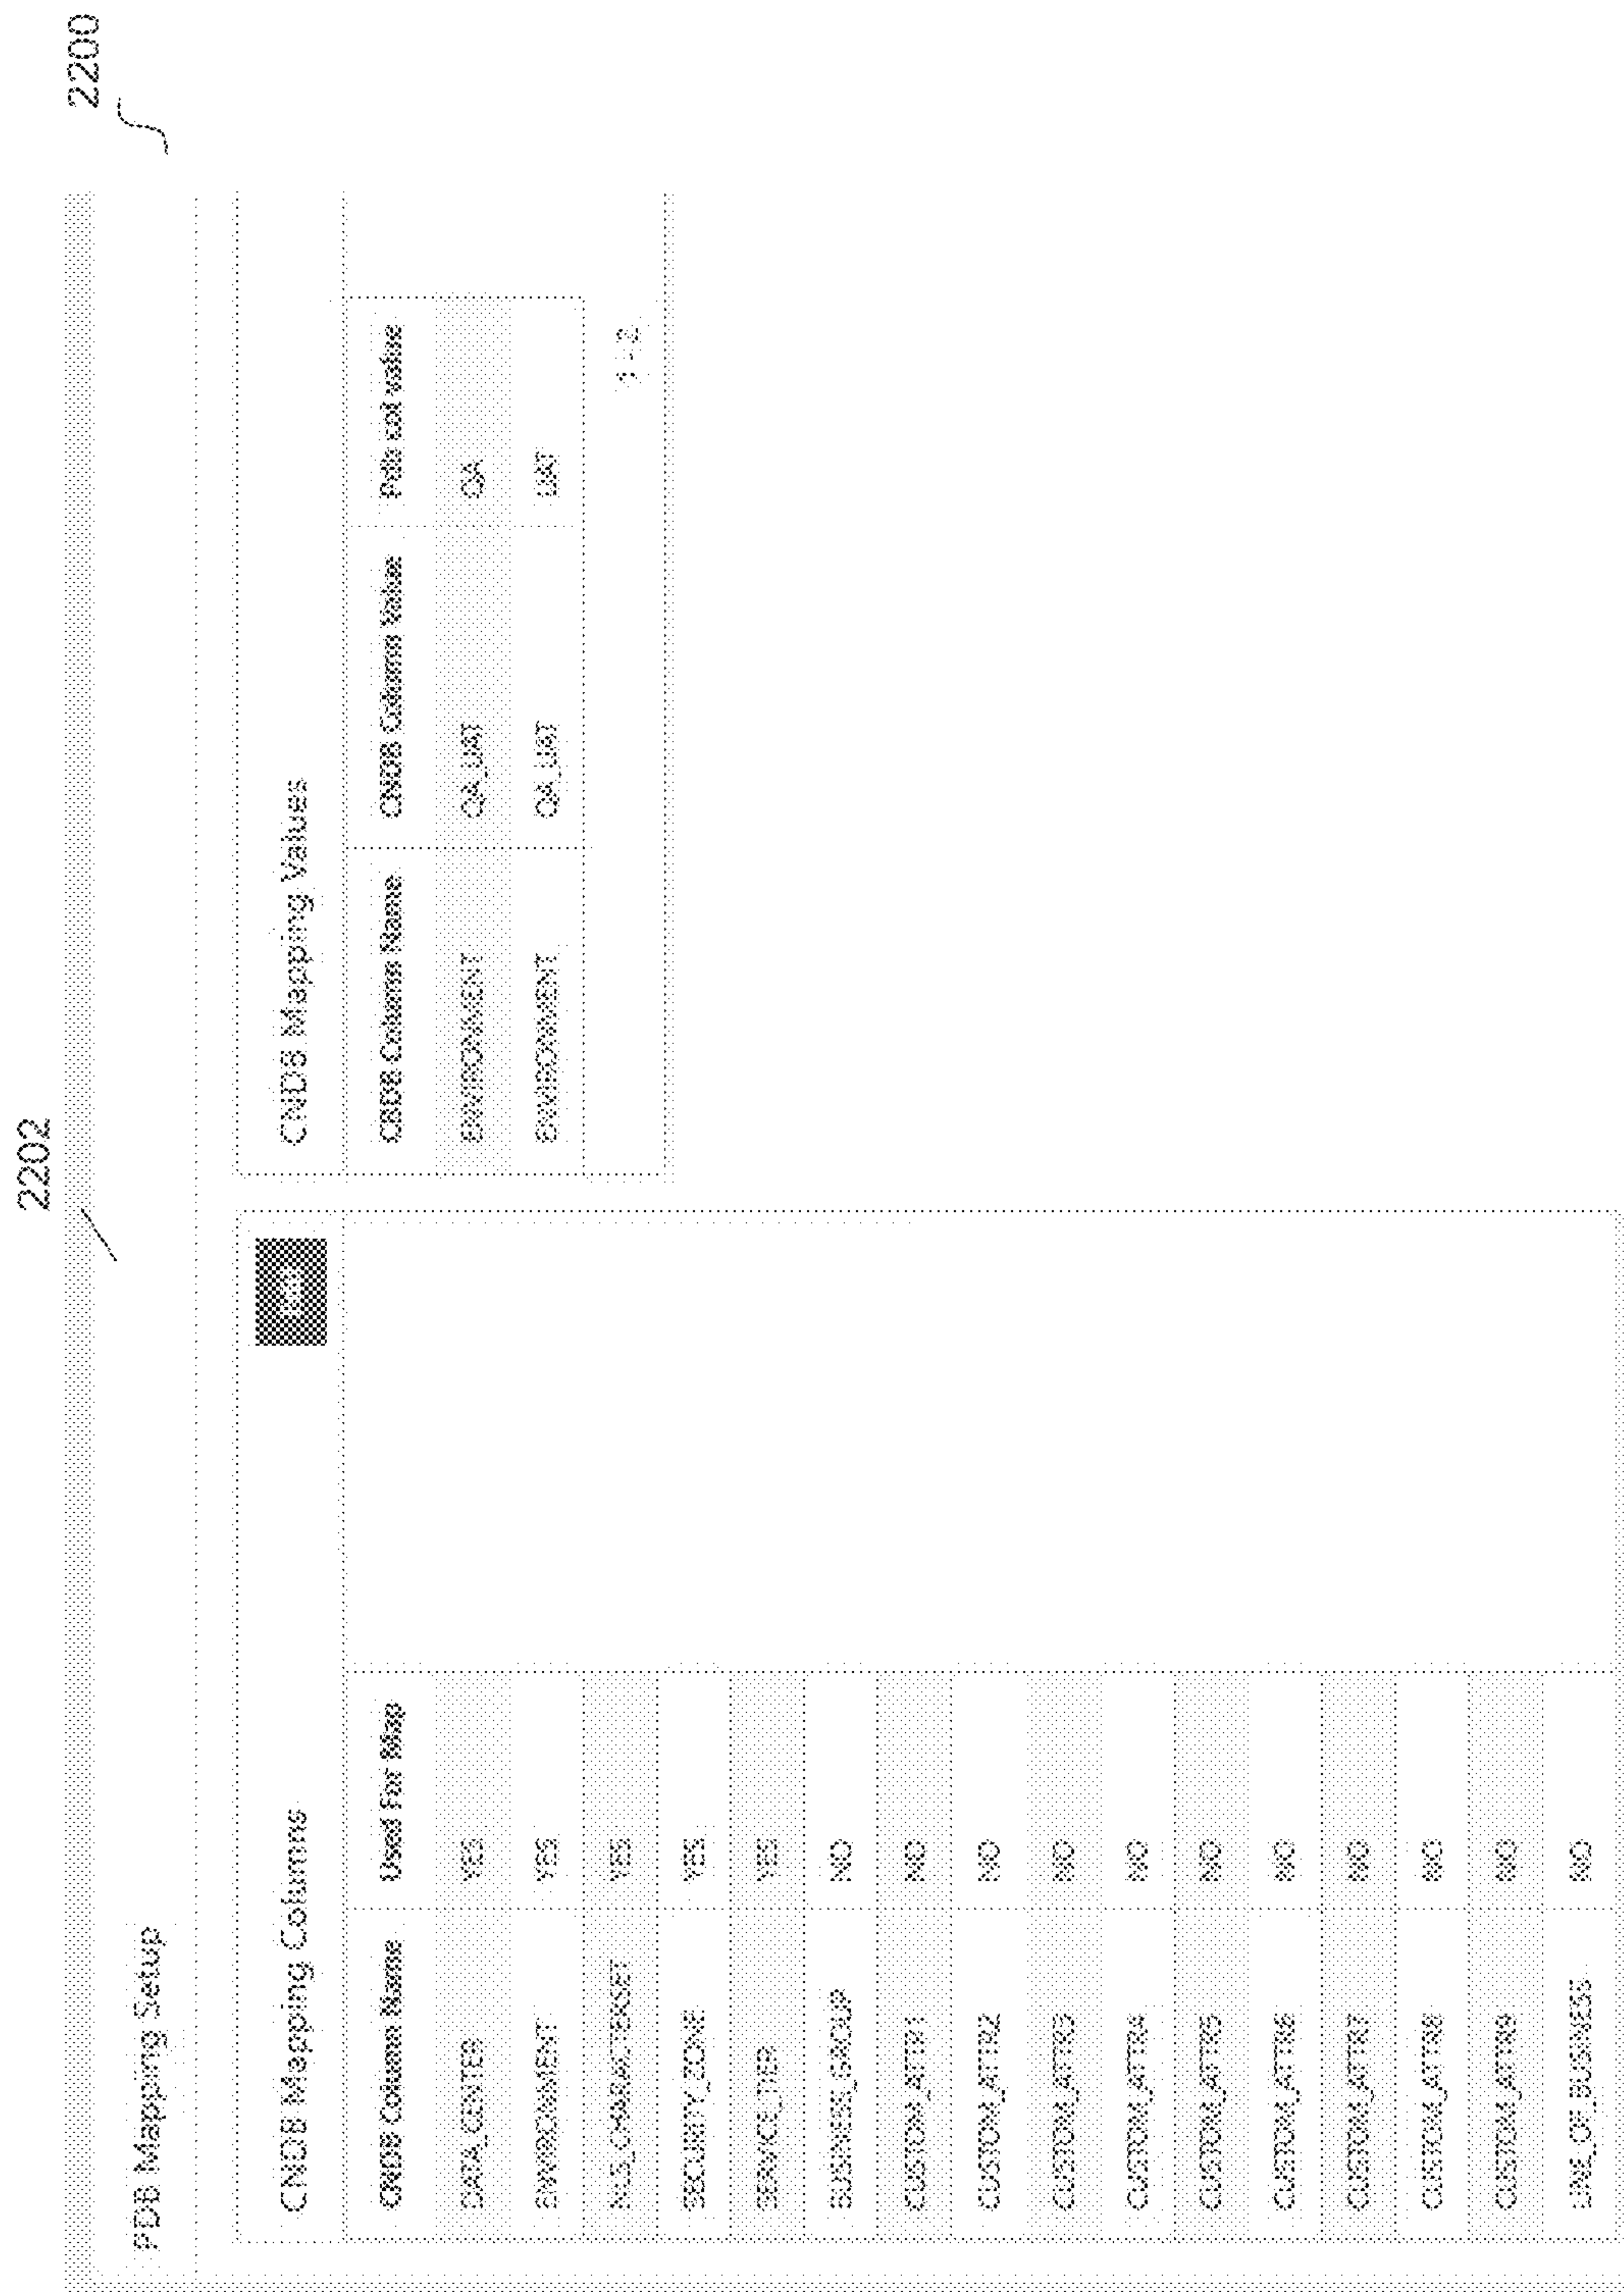 2200
2202
PDB Mapping Setup
CNDB Mapping Columns
CNDB Column Name Used For Map
DATA_CENTER YES
ENVIRONMENT YES
NLS_CHARACTERSET YES
SECURITY_ZONE YES
SERVICE_TIER YES
BUSINESS_GROUP NO
CUSTOM_ATTR1 NO
CUSTOM_ATTR2 NO
CUSTOM_ATTR3 NO
CUSTOM_ATTR4 NO
CUSTOM_ATTR5 NO
CUSTOM_ATTR6 NO
CUSTOM_ATTR7 NO
CUSTOM_ATTR8 NO
CUSTOM_ATTR9 NO
LINE_OF_BUSINESS NO
CNDB Mapping Values
CNDB Column Name CNDB Column Value Pdb col value
ENVIRONMENT QA_UAT QA
ENVIRONMENT QA_UAT UAT
1 - 2